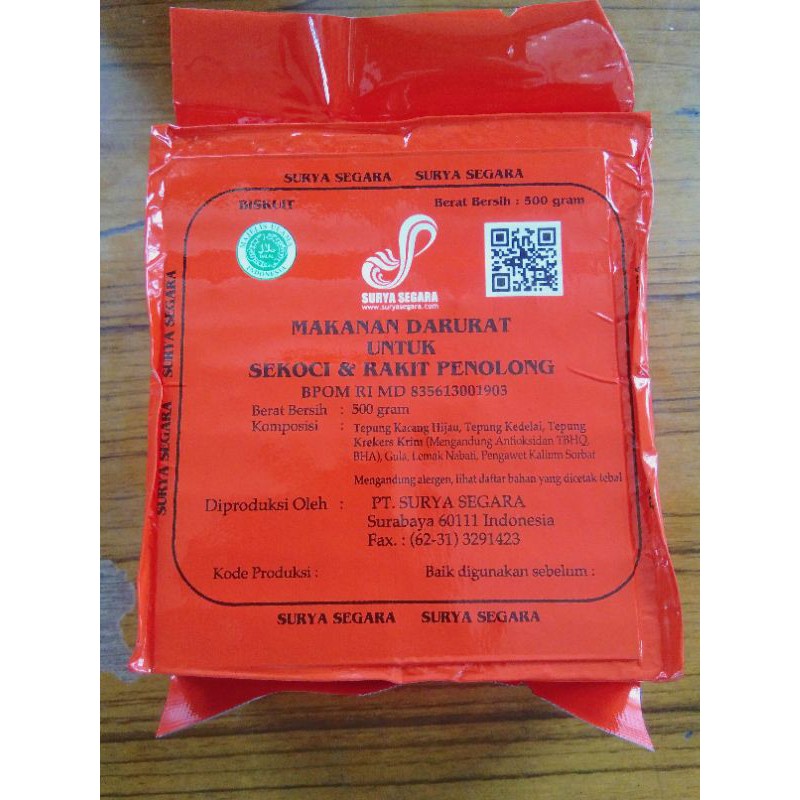 SURYA SEGARA SURYA SEGARA
BISKUIT Berat Bersih : 500 gram
MAJELIS ULAMA
HALAL
INDONESIA
SURYA SEGARA
www.suryasegara.com
MAKANAN DARURAT
UNTUK
SEKOCI & RAKIT PENOLONG
BPOM RI MD 835613001903
Berat Bersih : 500 gram
Komposisi : Tepung Kacang Hijau, Tepung Kedelai, Tepung
Krekers Krim (Mengandung Antioksidan TBHQ,
BHA), Gula, Lemak Nabati, Pengawet Kalium Sorbat
Mengandung alergen, lihat daftar bahan yang dicetak tebal
Diproduksi Oleh : PT. SURYA SEGARA
Surabaya 60111 Indonesia
Fax. : (62-31) 3291423
Kode Produksi : Baik digunakan sebelum :
SURYA SEGARA SURYA SEGARA
SURYA SEGARA SURYA SEGARA